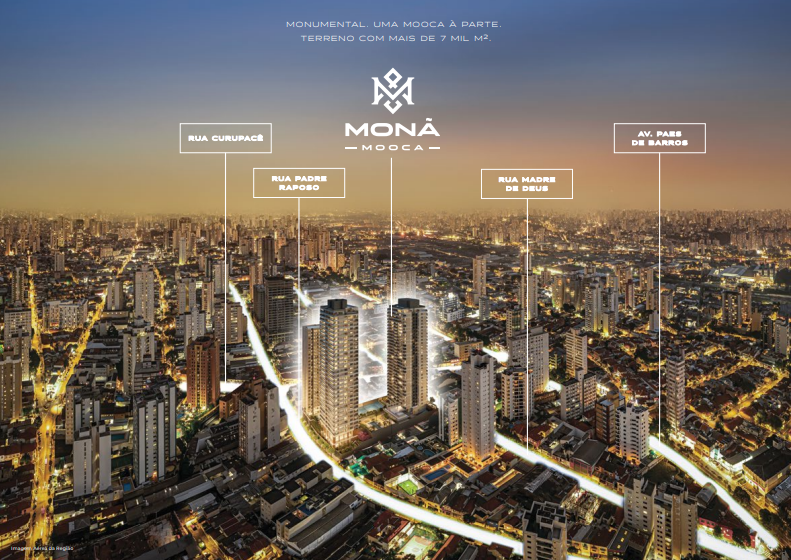 MONUMENTAL. UMA MOOCA À PARTE.
TERRENO COM MAIS DE 7 MIL M².
MONÃ
MOOCA
RUA CURUPACÊ
RUA PADRE
RAPOSO
RUA MADRE
DE DEUS
AV. PAES
DE BARROS
Imagem Aérea da Região